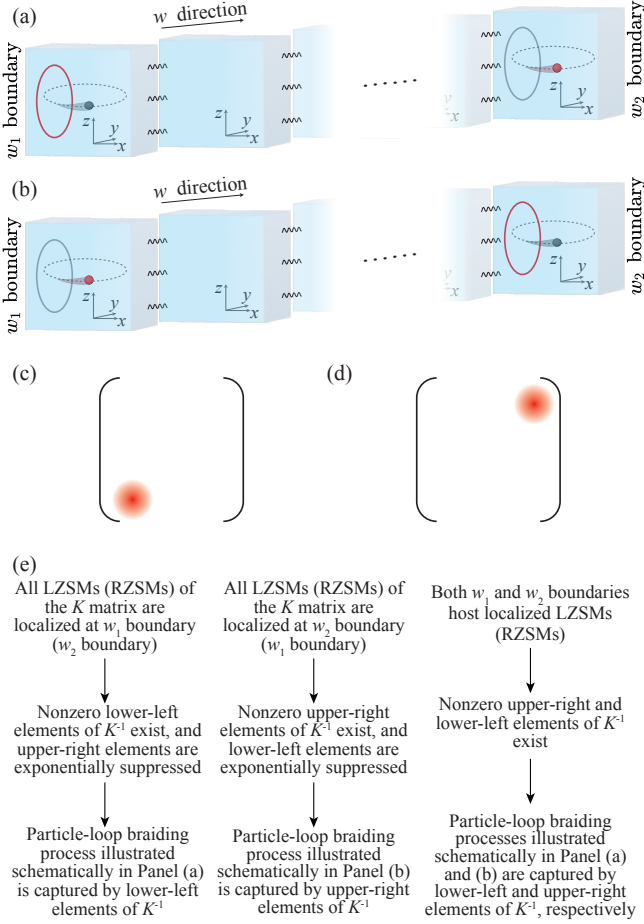 (a)
w direction
w1 boundary
z
y
x
z
y
x
z
y
x
w2 boundary
(b)
w direction
w1 boundary
z
y
x
z
y
x
z
y
x
w2 boundary
(c)
(d)
(e)
All LZSMs (RZSMs) of
the K matrix are
localized at w1 boundary
(w2 boundary)
Nonzero lower-left
elements of K-1 exist, and
upper-right elements are
exponentially suppressed
Particle-loop braiding
process illustrated
schematically in Panel (a)
is captured by lower-left
elements of K-1
All LZSMs (RZSMs) of
the K matrix are
localized at w2 boundary
(w1 boundary)
Nonzero upper-right
elements of K-1 exist, and
lower-left elements are
exponentially suppressed
Particle-loop braiding
process illustrated
schematically in Panel (b)
is captured by upper-right
elements of K-1
Both w1 and w2 boundaries
host localized LZSMs
(RZSMs)
Nonzero upper-right and
lower-left elements of K-1
exist
Particle-loop braiding
processes illustrated
schematically in Panel (a)
and (b) are captured by
lower-left and upper-right
elements of K-1, respectively